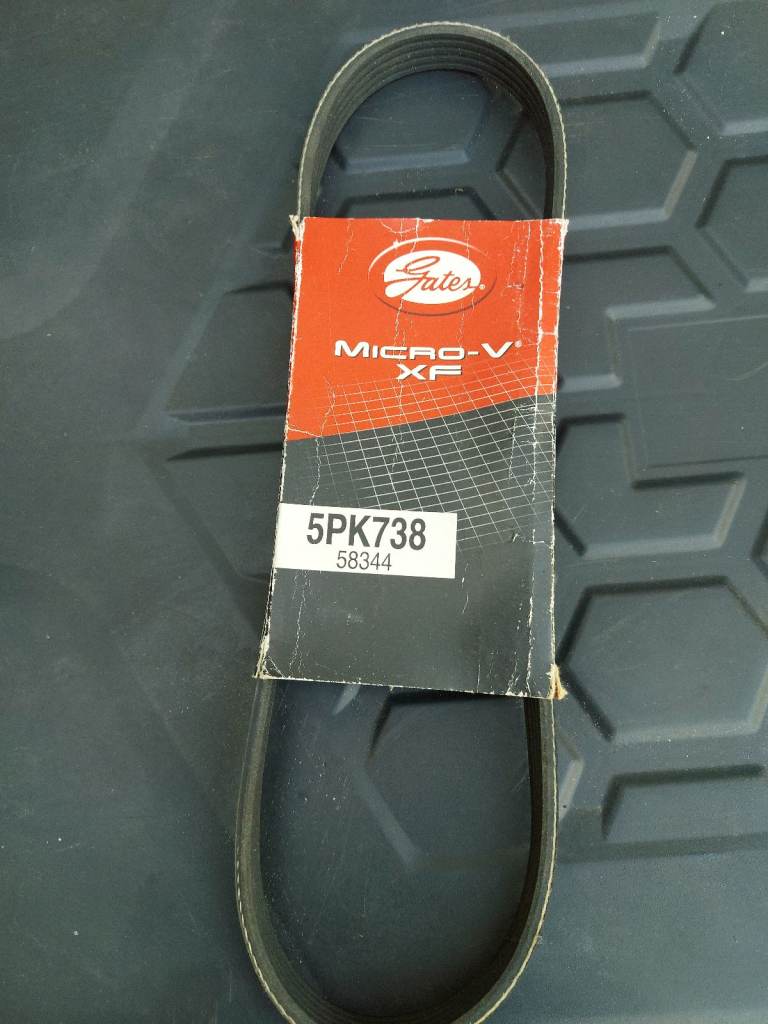 Gates®
MICRO-V®
XF
5PK738
58344